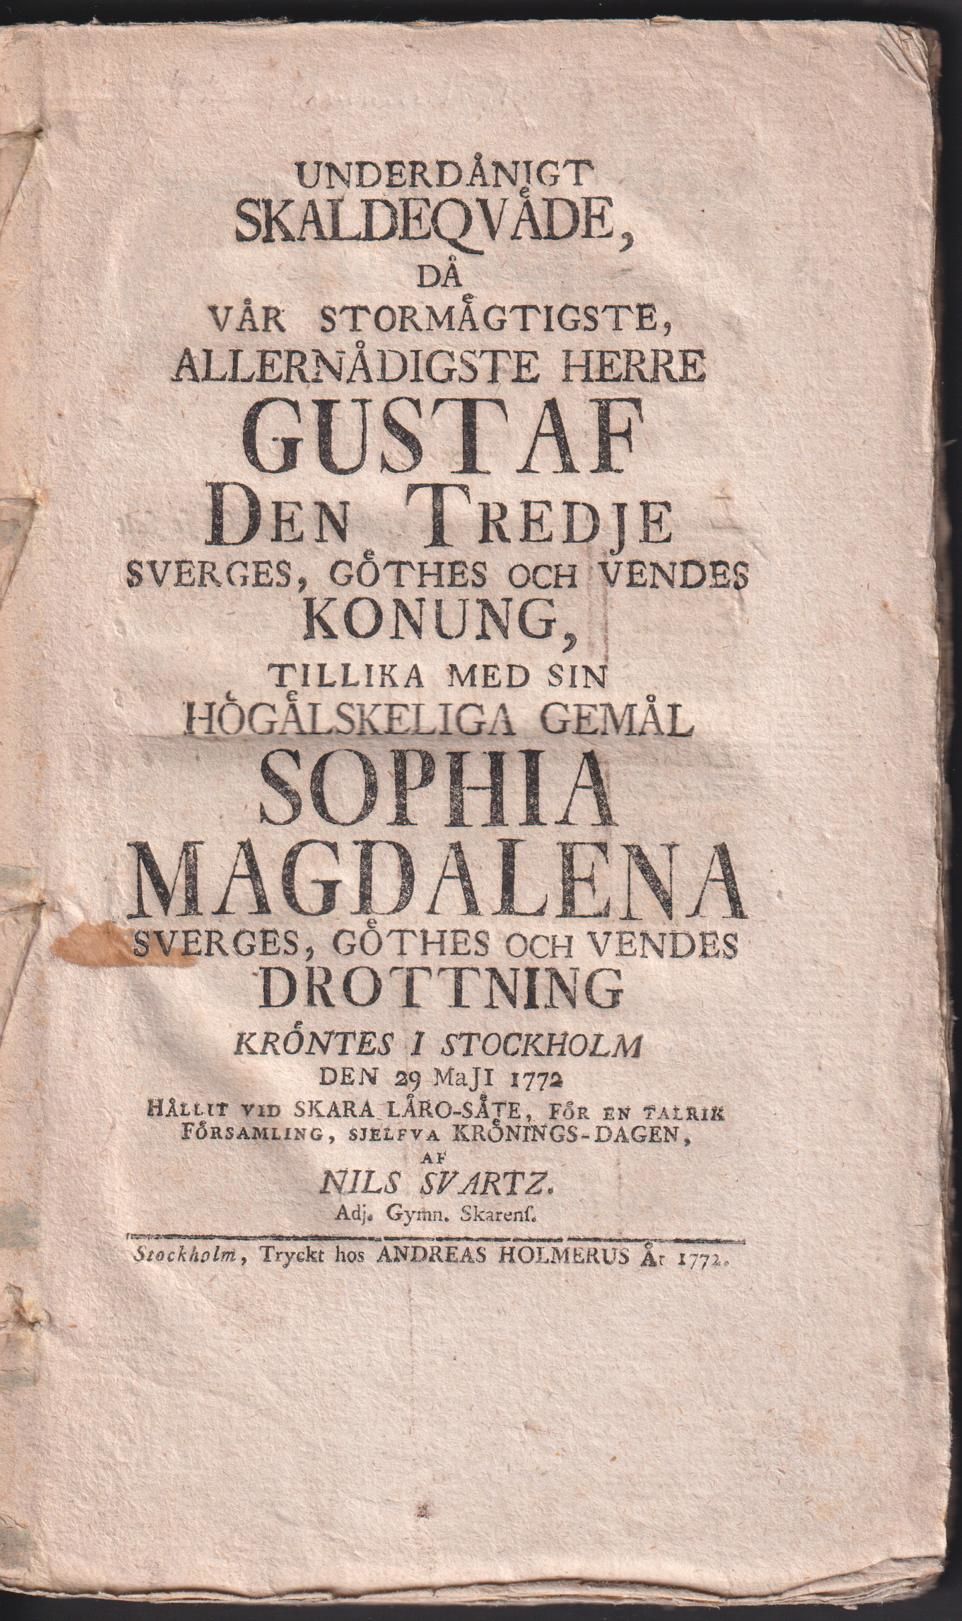 UNDERDÅNIGT
SKALDEQVÄDE,
DÅ
VÅR STORMÄGTIGSTE,
ALLERNÅDIGSTE HERRE
GUSTAF
DEN TREDJE
SVERGES, GÖTHES OCH VENDES
KONUNG,
TILLIKA MED SIN
HÖGÄLSKELIGA GEMÅL
SOPHIA
MAGDALENA
SVERGES, GÖTHES OCH VENDES
DROTTNING
KRÖNTES I STOCKHOLM
DEN 29 MaJI 1772
HÅLLIT VID SKARA LÄRO-SÄTE, FÖR EN TALRIK
FÖRSAMLING, SJELFVA KRÖNINGS-DAGEN,
AF
NILS SVARTZ.
Adj. Gymn. Skarenſ.
Stockholm, Tryckt hos ANDREAS HOLMERUS År 1772.